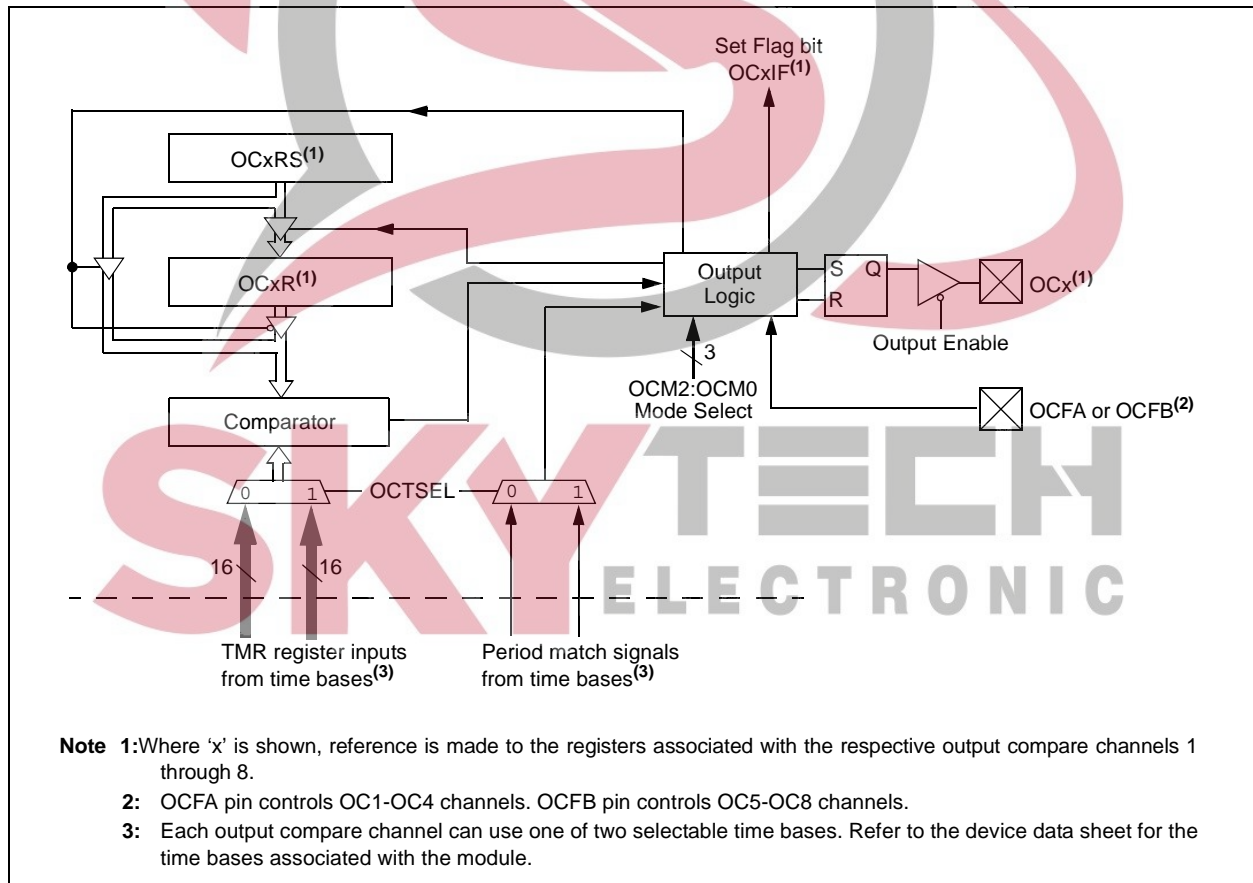 Set Flag bit
OCxIF(1)
OCxRS(1)
OCxR(1)
Output
Logic
S Q
R
OCx(1)
Output Enable
3
OCM2:OCM0
Mode Select
Comparator
OCFA or OCFB(2)
0 1
OCTSEL
0 1
16
16
TMR register inputs
from time bases(3)
Period match signals
from time bases(3)
SKYTECH
ELECTRONIC
Note 1:Where ‘x’ is shown, reference is made to the registers associated with the respective output compare channels 1
through 8.
2: OCFA pin controls OC1-OC4 channels. OCFB pin controls OC5-OC8 channels.
3: Each output compare channel can use one of two selectable time bases. Refer to the device data sheet for the
time bases associated with the module.